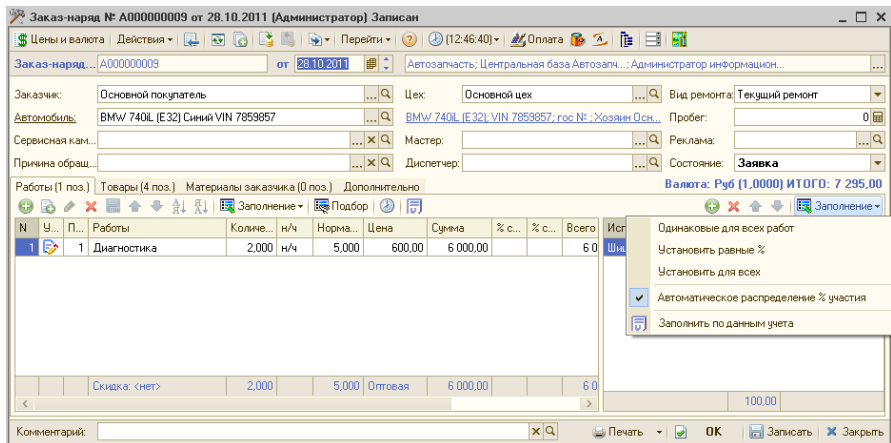 Заказ-наряд № А000000009 от 28.10.2011 (Администратор) Записан
Цены и валюта Действия Перейти (12:46:40) Оплата
Заказ-наряд... А000000009 от 28.10.2011 Автозапчасть; Центральная база Автозапч...; Администратор информацион... ...
Заказчик: Основной покупатель ... Цех: Основной цех ... Вид ремонта: Текущий ремонт
Автомобиль: BMW 740iL (E32) Синий VIN 7859857 ... BMW 740iL (E32); VIN 7859857; гос №: ; Хозяин Осн... Пробег: 0
Сервисная кам... ... Мастер: ... Реклама: ...
Причина обращ... ... Диспетчер: ... Состояние: Заявка
Работы (1 поз.) Товары (4 поз.) Материалы заказчика (0 поз.) Дополнительно Валюта: Руб (1,0000) ИТОГО: 7 295,00
Заполнение Подбор Заполнение
N У... П... Работы Количе... н/ч Норма... Цена Сумма % с... % с... Всего Исп
1 1 Диагностика 2,000 н/ч 5,000 600,00 6 000,00 6 0
Одинаковые для всех работ
Установить равные %
Установить для всех
Автоматическое распределение % участия
Заполнить по данным учета
Скидка: <нет> 2,000 5,000 Оптовая 6 000,00 6 0
100,00
Комментарий: Печать OK Записать Закрыть